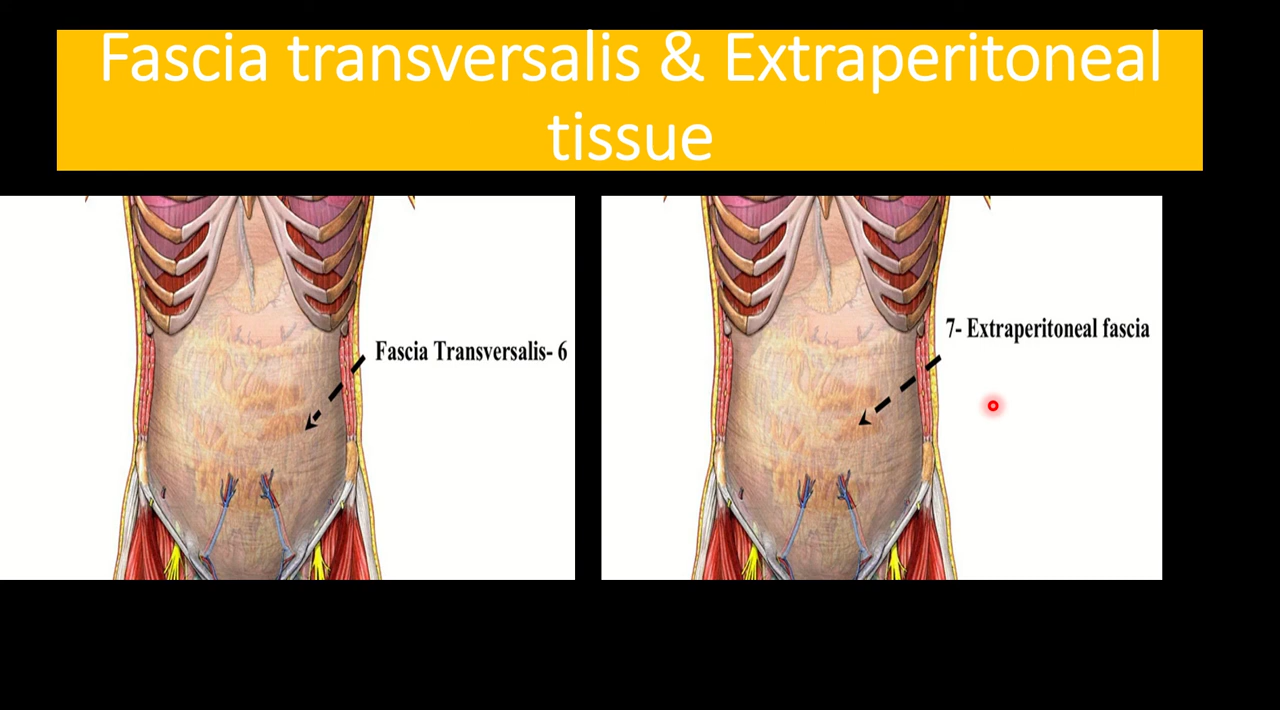 Fascia transversalis & Extraperitoneal
tissue
Fascia Transversalis- 6
7- Extraperitoneal fascia